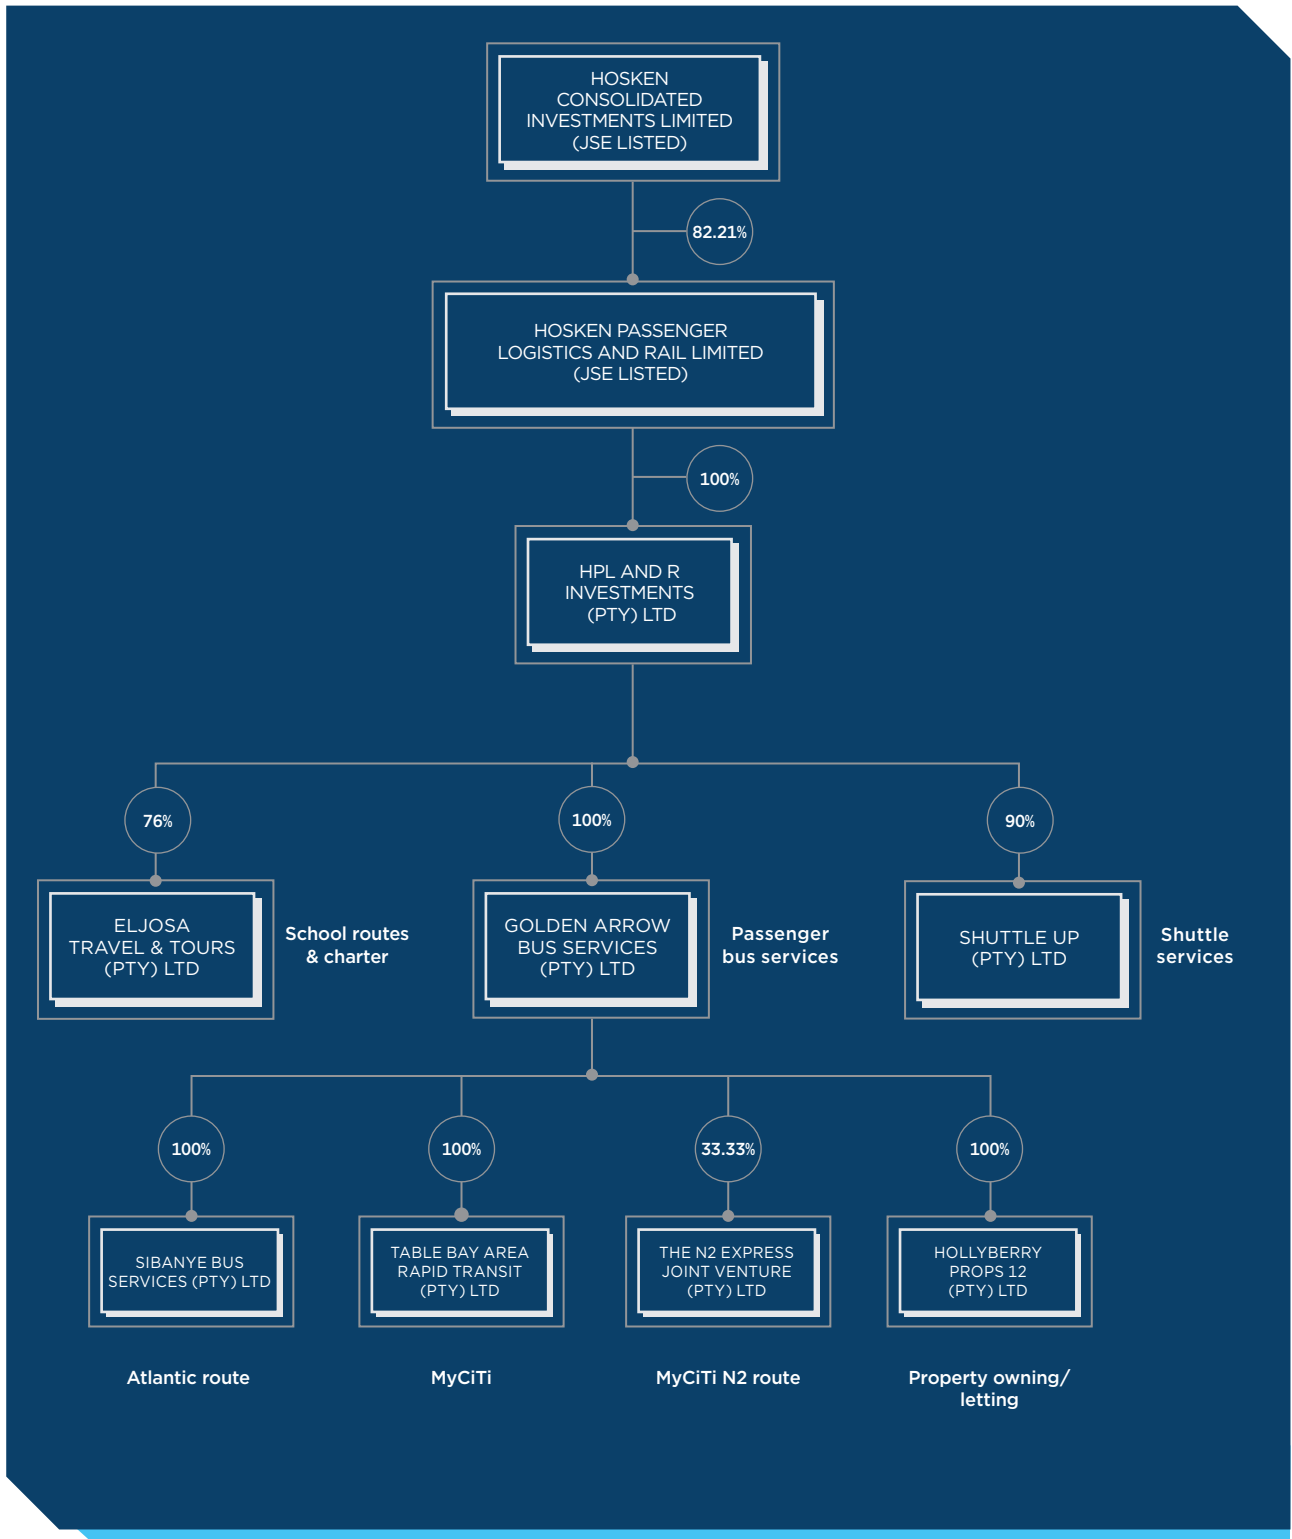 HOSKEN
CONSOLIDATED
INVESTMENTS LIMITED
(JSE LISTED)
82.21%
HOSKEN PASSENGER
LOGISTICS AND RAIL LIMITED
(JSE LISTED)
100%
HPL AND R
INVESTMENTS
(PTY) LTD
76%
100%
90%
ELJOSA
TRAVEL & TOURS
(PTY) LTD
School routes
& charter
GOLDEN ARROW
BUS SERVICES
(PTY) LTD
Passenger
bus services
SHUTTLE UP
(PTY) LTD
Shuttle
services
100%
100%
33.33%
100%
SIBANYE BUS
SERVICES (PTY) LTD
TABLE BAY AREA
RAPID TRANSIT
(PTY) LTD
THE N2 EXPRESS
JOINT VENTURE
(PTY) LTD
HOLLYBERRY
PROPS 12
(PTY) LTD
Atlantic route
MyCiTi
MyCiTi N2 route
Property owning/
letting